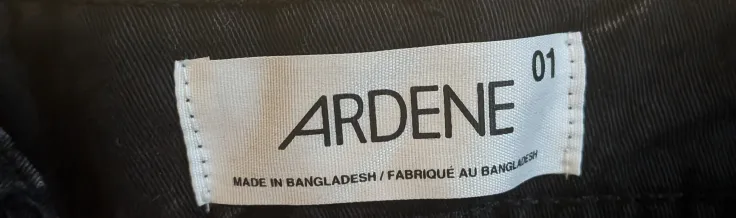 01
ARDENE
MADE IN BANGLADESH / FABRIQUÉ AU BANGLADESH